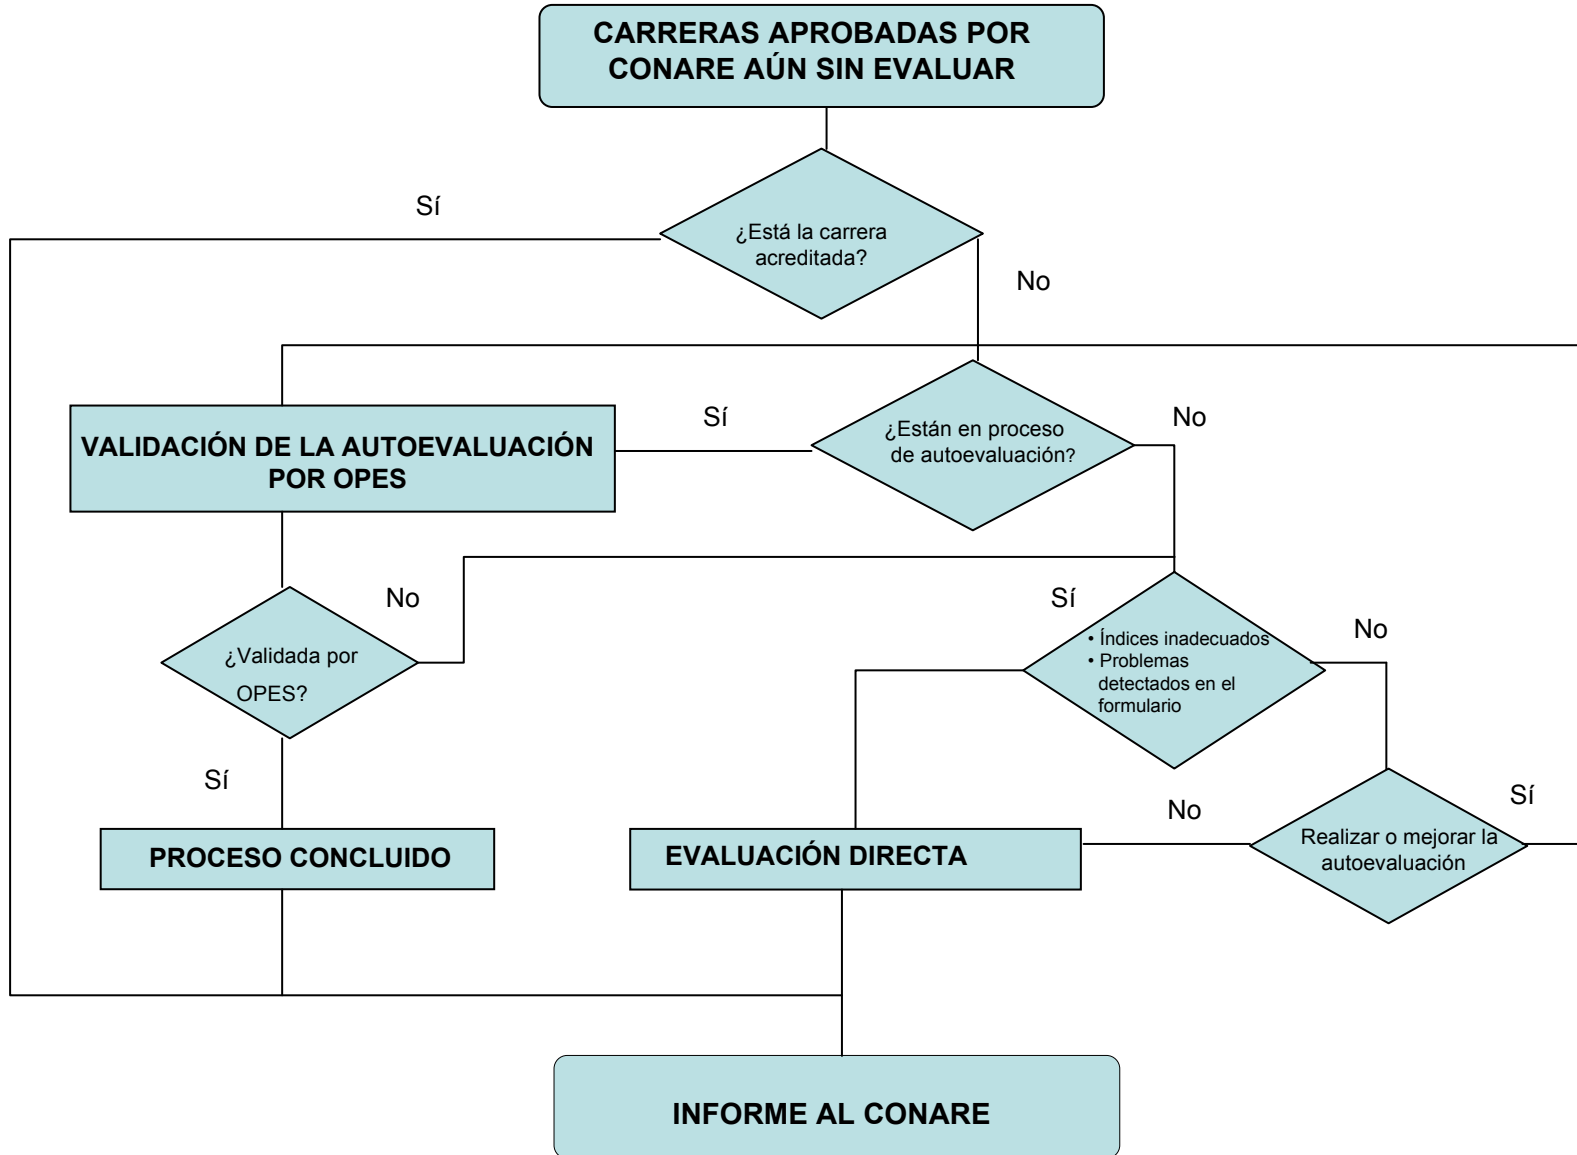 CARRERAS APROBADAS POR
CONARE AÚN SIN EVALUAR
Sí
¿Está la carrera
acreditada?
No
VALIDACIÓN DE LA AUTOEVALUACIÓN
POR OPES
Sí
¿Están en proceso
de autoevaluación?
No
¿Validada por
OPES?
No
Sí
• Índices inadecuados
• Problemas
detectados en el
formulario
No
Sí
PROCESO CONCLUIDO
EVALUACIÓN DIRECTA
No
Realizar o mejorar la
autoevaluación
Sí
INFORME AL CONARE